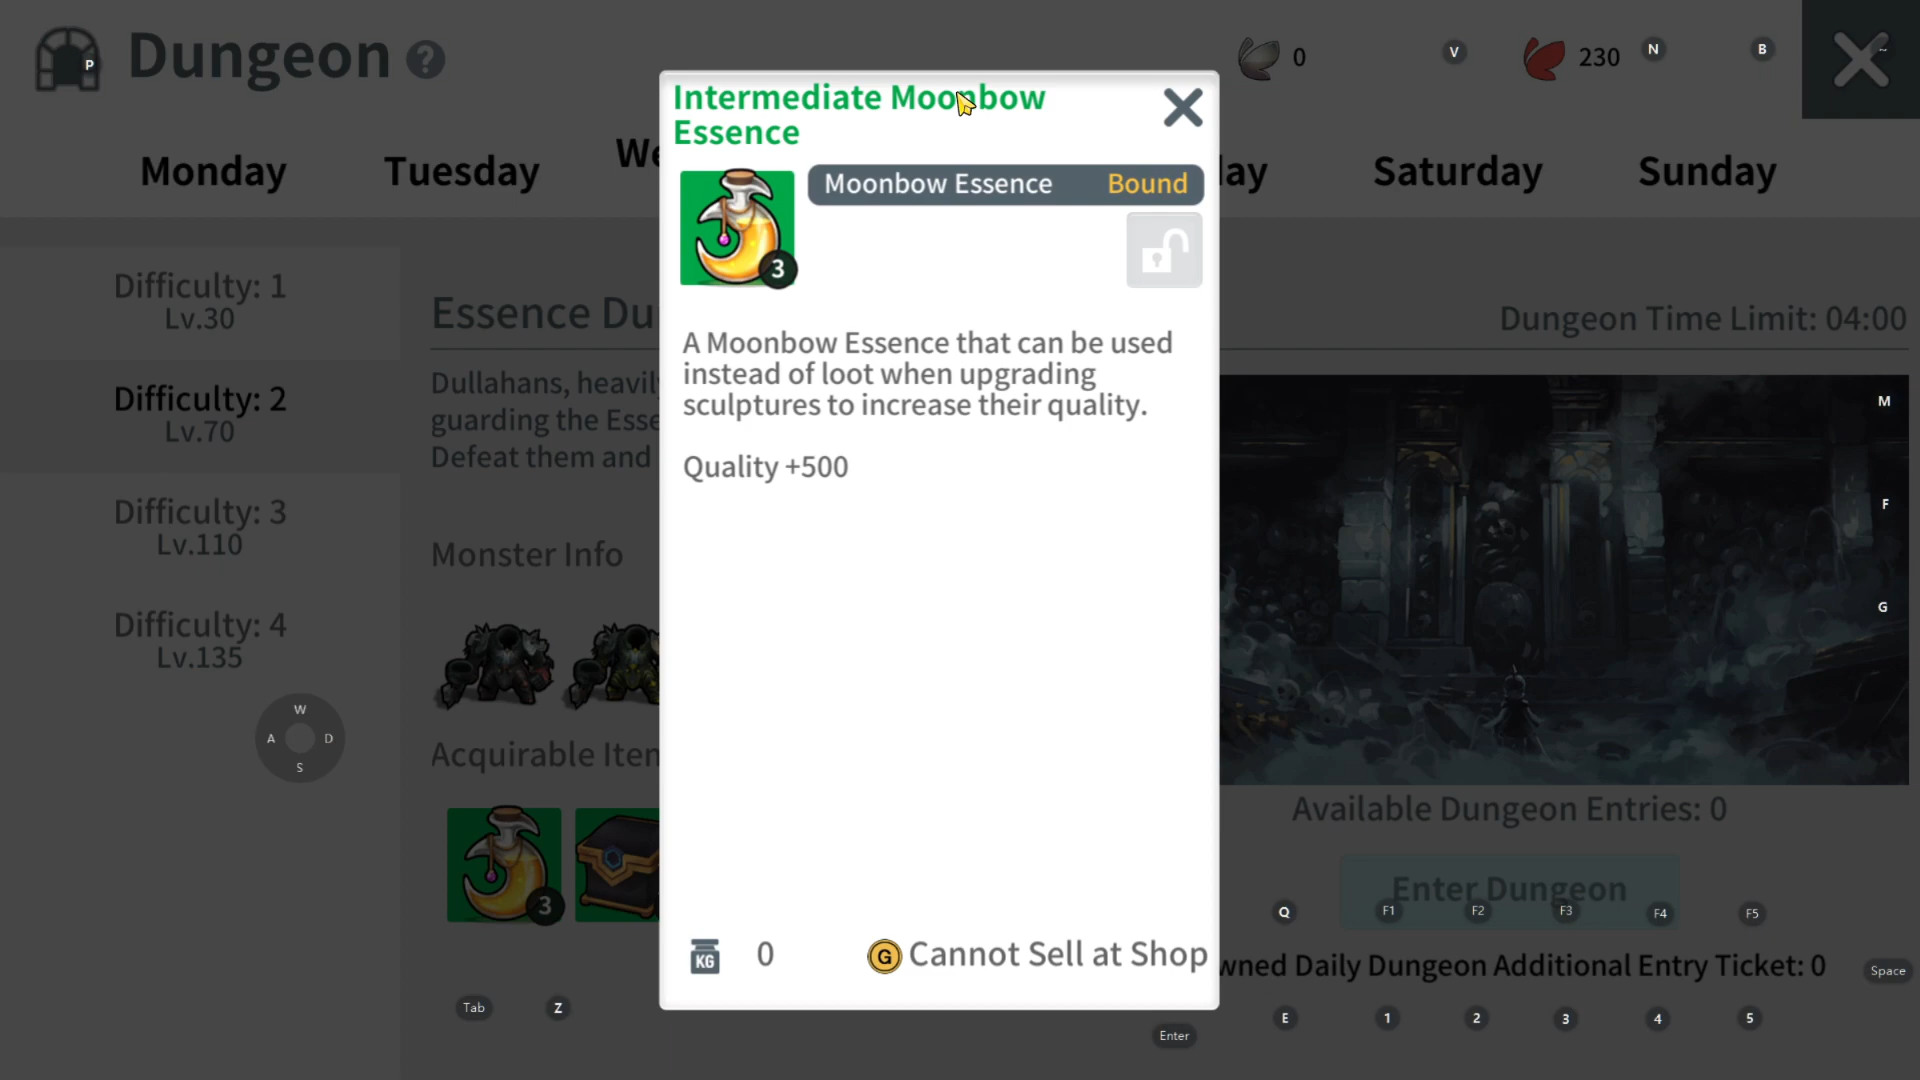 P
Dungeon ?
0
V
230
N
B
Monday
Tuesday
We
lay
Saturday
Sunday
Intermediate Moonbow
Essence
Moonbow Essence
Bound
3
A Moonbow Essence that can be used
instead of loot when upgrading
sculptures to increase their quality.
Quality +500
0
G Cannot Sell at Shop
KG
Difficulty: 1
Lv.30
Difficulty: 2
Lv.70
Difficulty: 3
Lv.110
Difficulty: 4
Lv.135
W
A
D
S
Essence Du
Dungeon Time Limit: 04:00
Dullahans, heavily
guarding the Esse
Defeat them and
Monster Info
Acquirable Item
3
M
F
G
Available Dungeon Entries: 0
Enter Dungeon
Q
F1
F2
F3
F4
F5
wned Daily Dungeon Additional Entry Ticket: 0
Space
Tab
Z
E
1
2
3
4
5
Enter